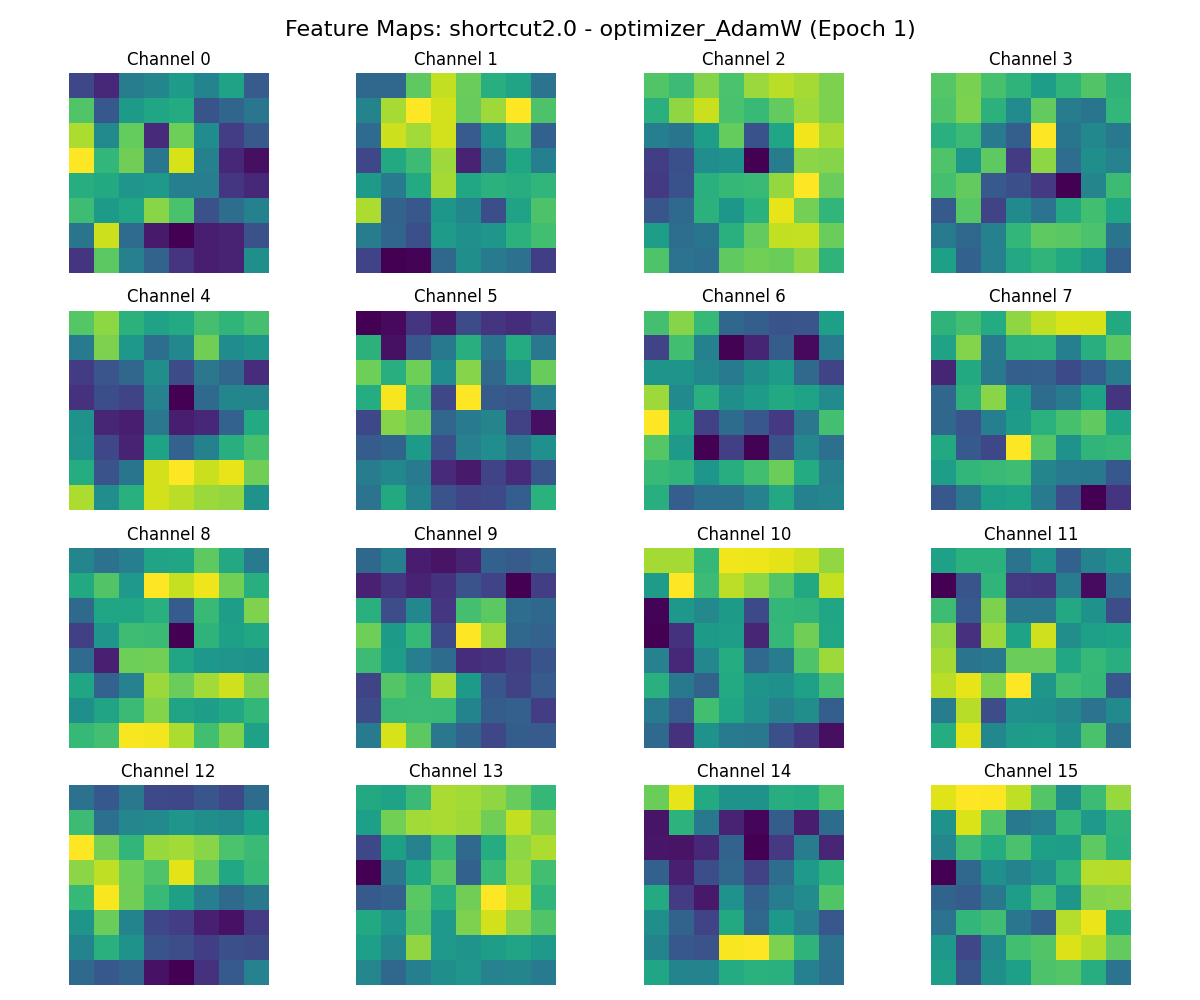 Feature Maps: shortcut2.0 - optimizer_AdamW (Epoch 1)
Channel 0
Channel 1
Channel 2
Channel 3
Channel 4
Channel 5
Channel 6
Channel 7
Channel 8
Channel 9
Channel 10
Channel 11
Channel 12
Channel 13
Channel 14
Channel 15